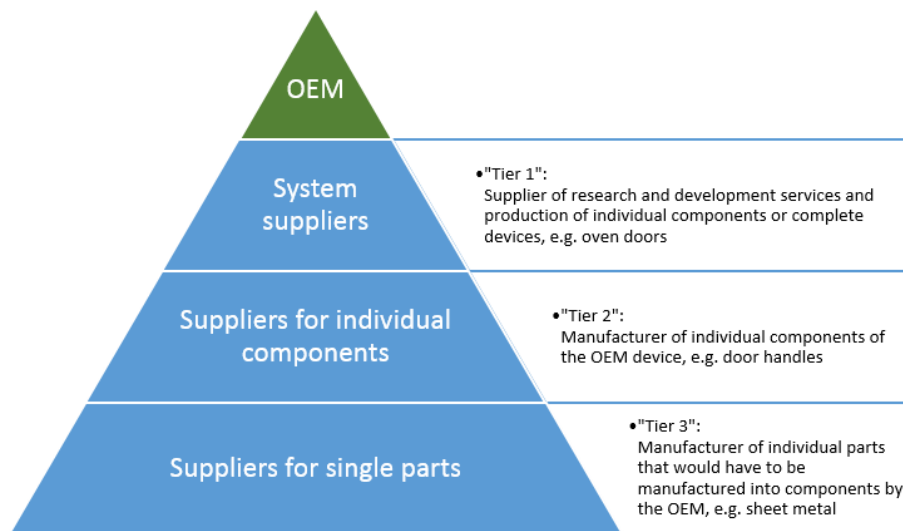 OEM
System
suppliers
•"Tier 1":
Supplier of research and development services and
production of individual components or complete
devices, e.g. oven doors
Suppliers for individual
components
•"Tier 2":
Manufacturer of individual components of
the OEM device, e.g. door handles
Suppliers for single parts
•"Tier 3":
Manufacturer of individual parts
that would have to be
manufactured into components by
the OEM, e.g. sheet metal